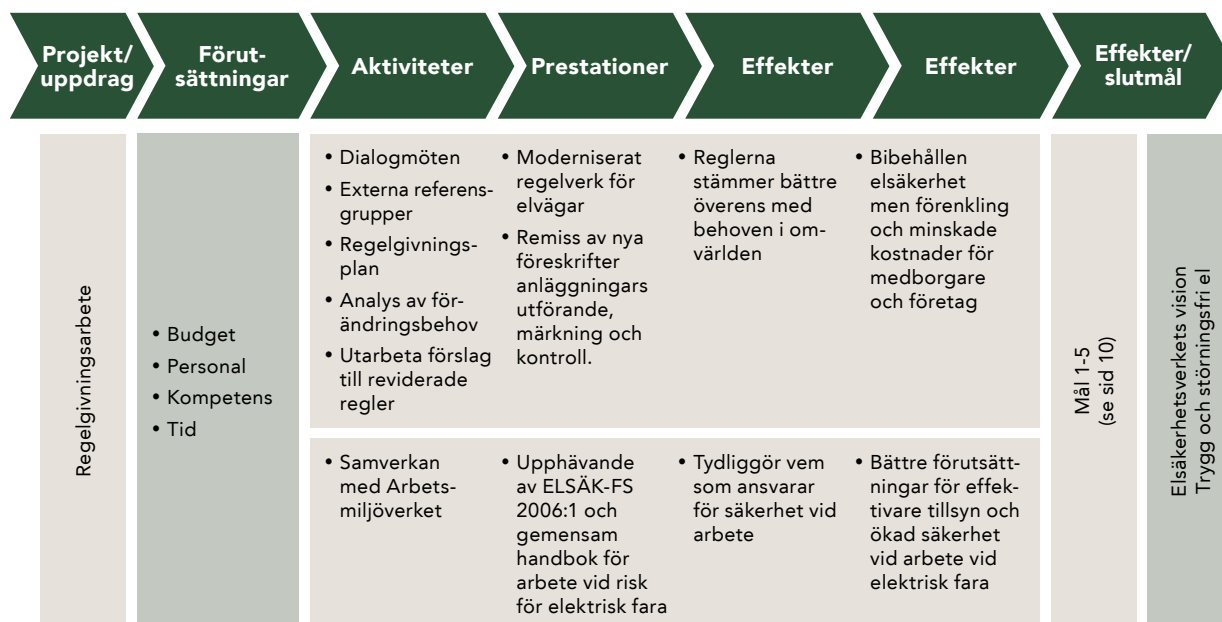 Projekt/
uppdrag
Förut-
sättningar
Aktiviteter
Prestationer
Effekter
Effekter
Effekter/
slutmål
Regelgivningsarbete
• Budget
• Personal
• Kompetens
• Tid
• Dialogmöten
• Externa referens-
grupper
• Regelgivnings-
plan
• Analys av för-
ändringsbehov
• Utarbeta förslag
till reviderade
regler
• Moderniserat
regelverk för
elvägar
• Remiss av nya
föreskrifter
anläggningars
utförande,
märkning och
kontroll.
• Reglerna
stämmer bättre
överens med
behoven i om-
världen
• Bibehållen
elsäkerhet
men förenkling
och minskade
kostnader för
medborgare
och företag
• Samverkan
med Arbets-
miljöverket
• Upphävande
av ELSÄK-FS
2006:1 och
gemensam
handbok för
arbete vid risk
för elektrisk fara
• Tydliggör vem
som ansvarar
för säkerhet vid
arbete
• Bättre förutsätt-
ningar för effek-
tivare tillsyn och
ökad säkerhet
vid arbete vid
elektrisk fara
Mål 1-5
(se sid 10)
Elsäkerhetsverkets vision
Trygg och störningsfri el